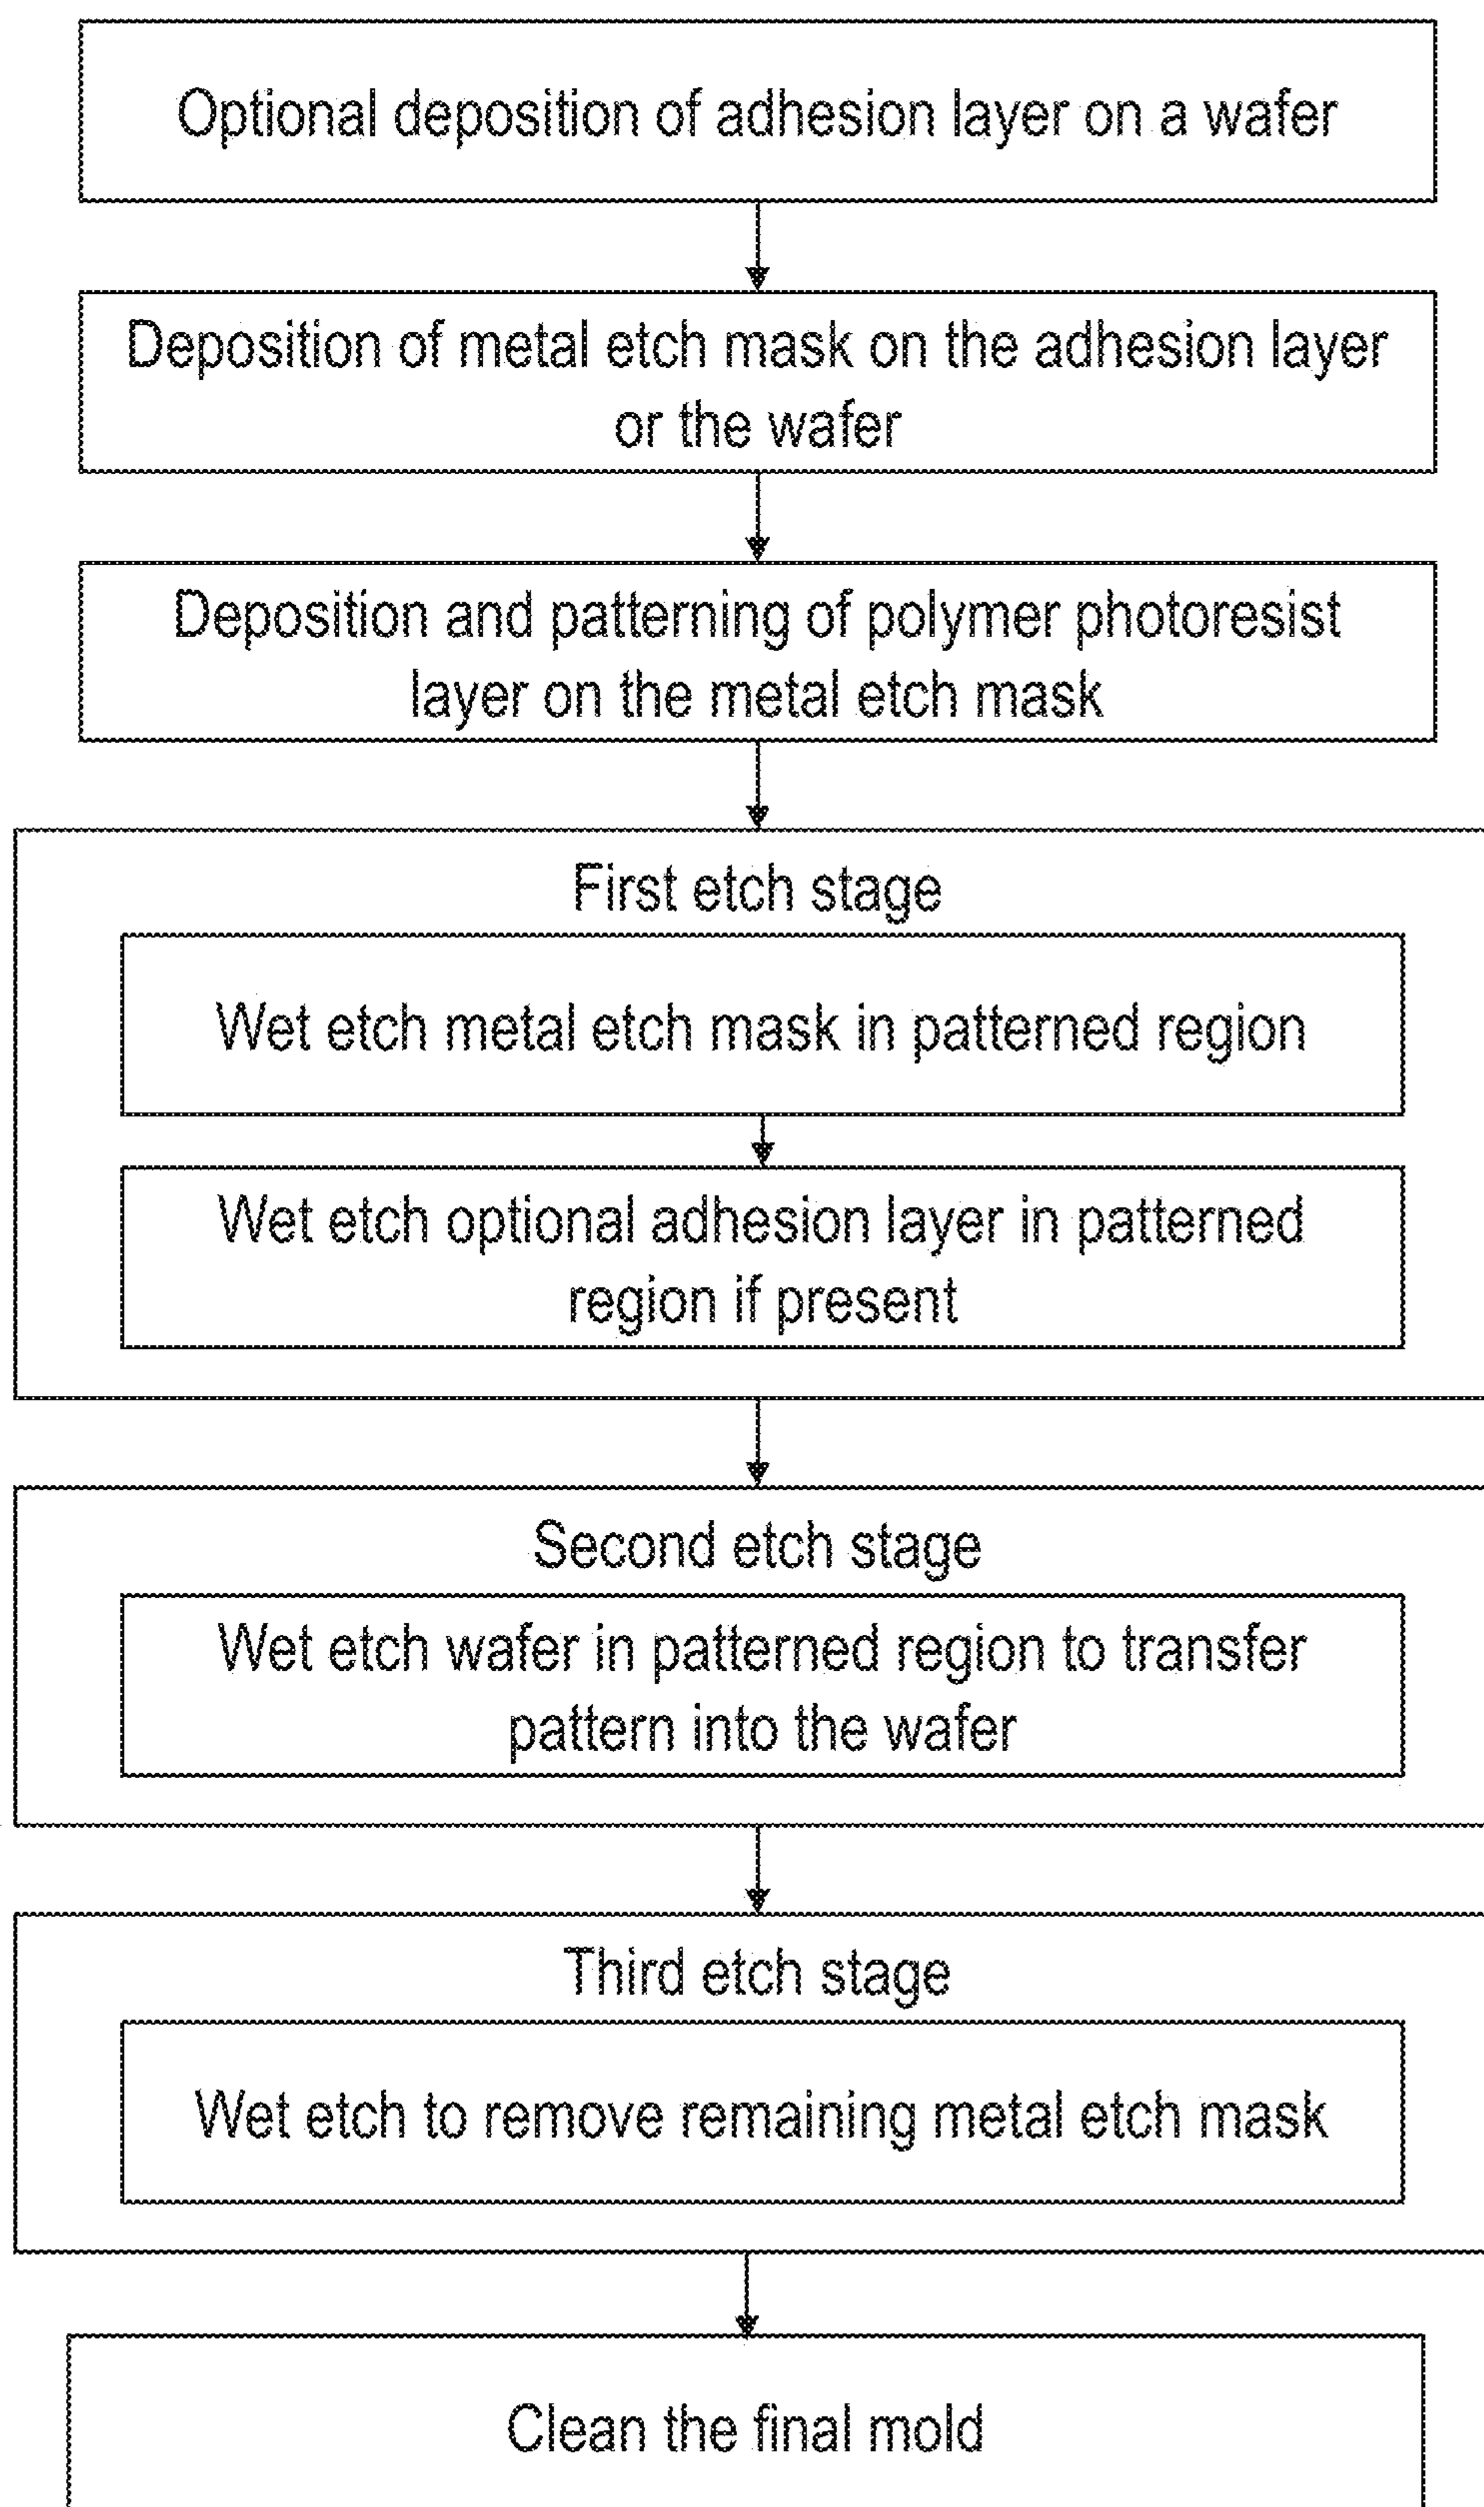 Optional deposition of adhesion layer on a wafer
Deposition of metal etch mask on the adhesion layer
or the wafer
Deposition and patterning of polymer photoresist
layer on the metal etch mask
First etch stage
Wet etch metal etch mask in patterned region
Wet etch optional adhesion layer in patterned
region if present
Second etch stage
Wet etch wafer in patterned region to transfer
pattern into the wafer
Third etch stage
Wet etch to remove remaining metal etch mask
Clean the final mold